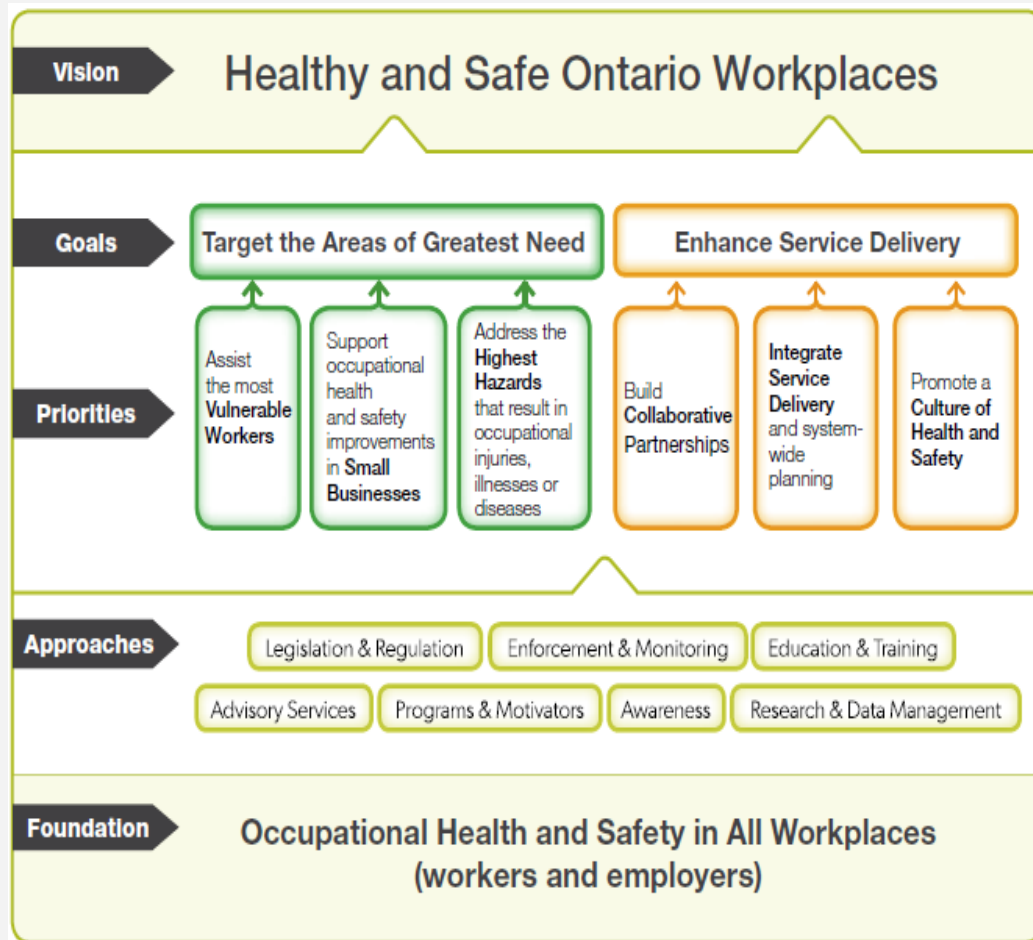 Vision
Healthy and Safe Ontario Workplaces
Goals
Target the Areas of Greatest Need
Enhance Service Delivery
Priorities
Assist
the most
Vulnerable
Workers
Support
occupational
health
and safety
improvements
in Small
Businesses
Address the
Highest
Hazards
that result in
occupational
injuries,
illnesses or
diseases
Build
Collaborative
Partnerships
Integrate
Service
Delivery
and system-
wide
planning
Promote a
Culture of
Health and
Safety
Approaches
Legislation & Regulation
Enforcement & Monitoring
Education & Training
Advisory Services
Programs & Motivators
Awareness
Research & Data Management
Foundation
Occupational Health and Safety in All Workplaces
(workers and employers)